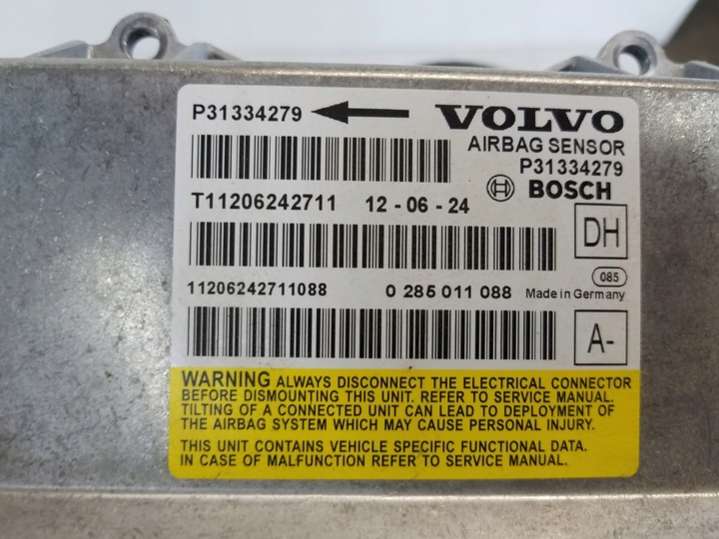 P31334279
VOLVO
AIRBAG SENSOR
P31334279
BOSCH
T11206242711 12 - 06 - 24
DH
085
11206242711088 0 285 011 088 Made in Germany
A-
WARNING ALWAYS DISCONNECT THE ELECTRICAL CONNECTOR
BEFORE DISMOUNTING THIS UNIT. REFER TO SERVICE MANUAL.
TILTING OF A CONNECTED UNIT CAN LEAD TO DEPLOYMENT OF
THE AIRBAG SYSTEM WHICH MAY CAUSE PERSONAL INJURY.
THIS UNIT CONTAINS VEHICLE SPECIFIC FUNCTIONAL DATA.
IN CASE OF MALFUNCTION REFER TO SERVICE MANUAL.